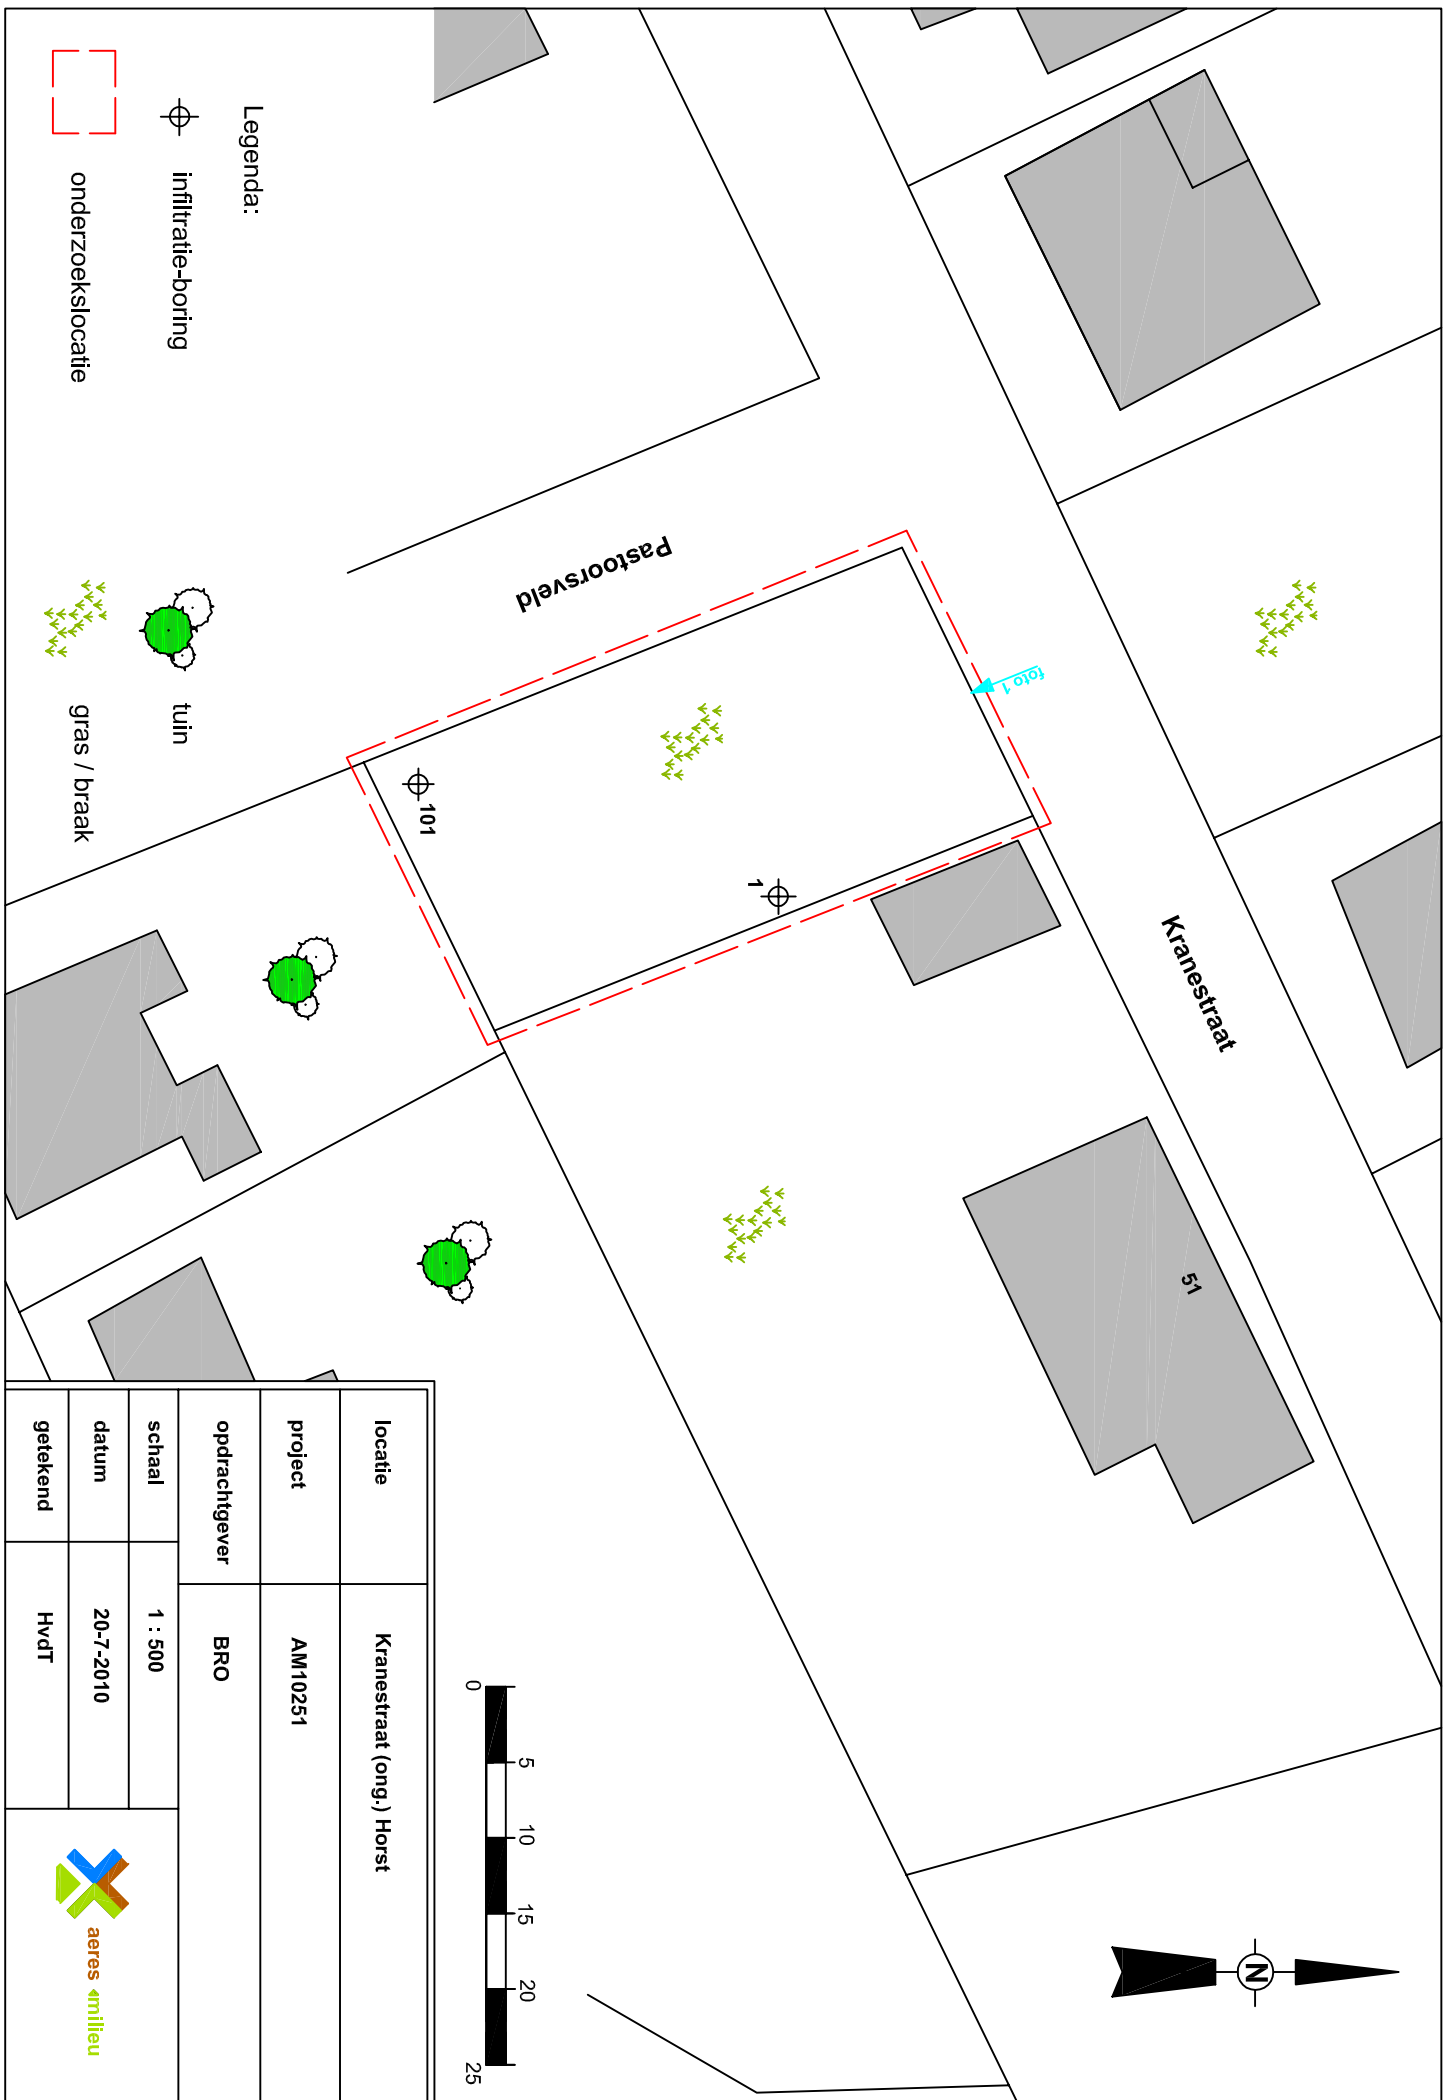 Legenda:
infiltratie-boring
onderzoekslocatie
tuin
gras / braak
Pastoorsveld
Kranestraat
foto 1
101
1
51
N
0 5 10 15 20 25
locatie Kranestraat (ong.) Horst
project AM10251
opdrachtgever BRO
schaal 1 : 500
datum 20-7-2010
getekend HvdT
aeres milieu